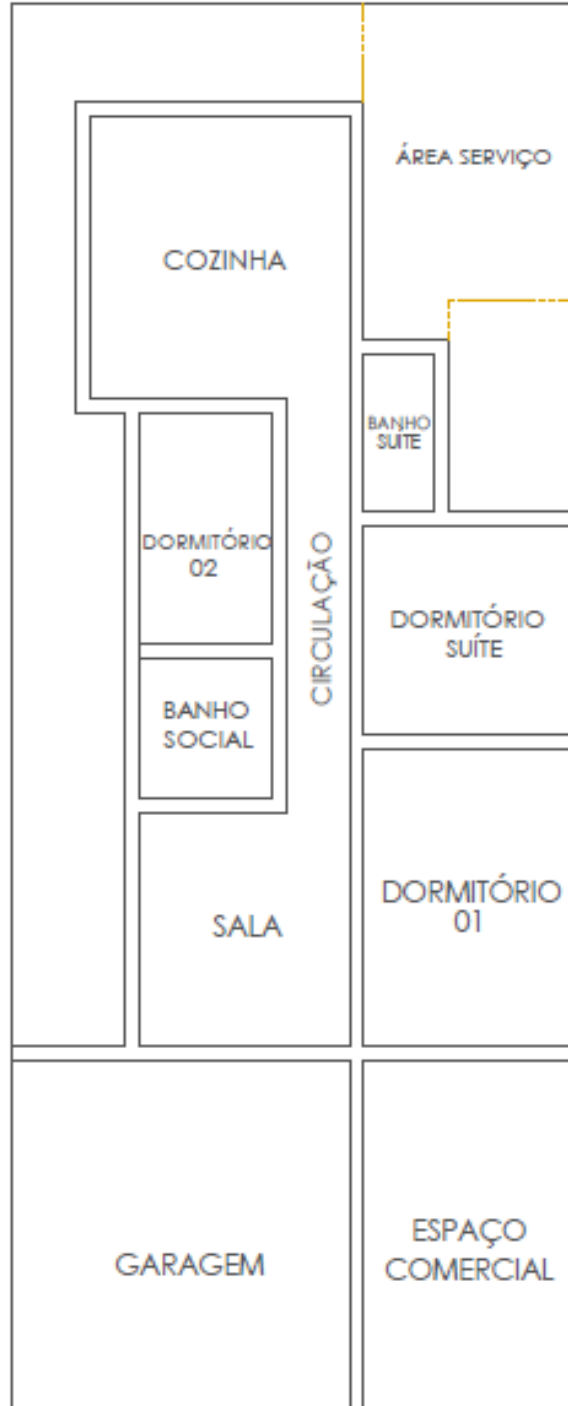 ÁREA SERVIÇO
COZINHA
BANHO
SUITE
DORMITÓRIO
02
CIRCULAÇÃO
DORMITÓRIO
SUÍTE
BANHO
SOCIAL
DORMITÓRIO
01
SALA
GARAGEM
ESPAÇO
COMERCIAL